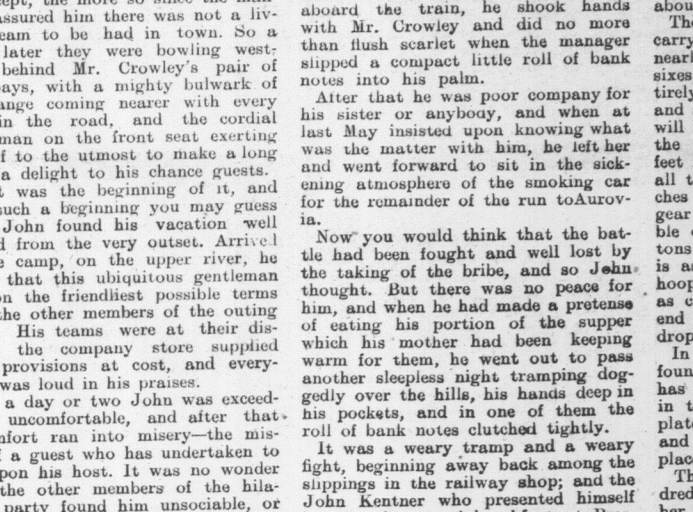 assured him there was not a liv-
eam to be had in town. So a
later they were bowling west-
behind Mr. Crowley's pair of
ays, with a mighty bulwark of
ange coming nearer with every
in the road, and the cordial
man on the front seat exerting
f to the utmost to make a long
a delight to his chance guests.
t was the beginning of it, and
such a beginning you may guess
John found his vacation well
d from the very outset. Arrived
e camp, on the upper river, he
that this ubiquitous gentleman
on the friendliest possible terms
the other members of the outing
His teams were at their dis-
the company store supplied
provisions at cost, and every-
was loud in his praises.
a day or two John was exceed-
uncomfortable, and after that
nfort ran into misery—the mis-
f a guest who has undertaken to
pon his host. It was no wonder
the other members of the hila-
party found him unsociable, or
aboard the train, he shook hands
with Mr. Crowley and did no more
than flush scarlet when the manager
slipped a compact little roll of bank
notes into his palm.
After that he was poor company for
his sister or anybody, and when at
last May insisted upon knowing what
was the matter with him, he left her
and went forward to sit in the sick-
ening atmosphere of the smoking car
for the remainder of the run toAurov-
ia.
Now you would think that the bat-
tle had been fought and well lost by
the taking of the bribe, and so John
thought. But there was no peace for
him, and when he had made a pretense
of eating his portion of the supper
which his mother had been keeping
warm for them, he went out to pass
another sleepless night tramping dog-
gedly over the hills, his hands deep in
his pockets, and in one of them the
roll of bank notes clutched tightly.
It was a weary tramp and a weary
fight, beginning away back among the
slippings in the railway shop; and the
John Kentner who presented himself
abou
Th
carry
nearl
sixes
tirely
and
will
the
feet
all t
ches
gear
ble
tons
is a
hoop
as c
end
drop
In
foun
has
in t
plate
and
place
Th
dred